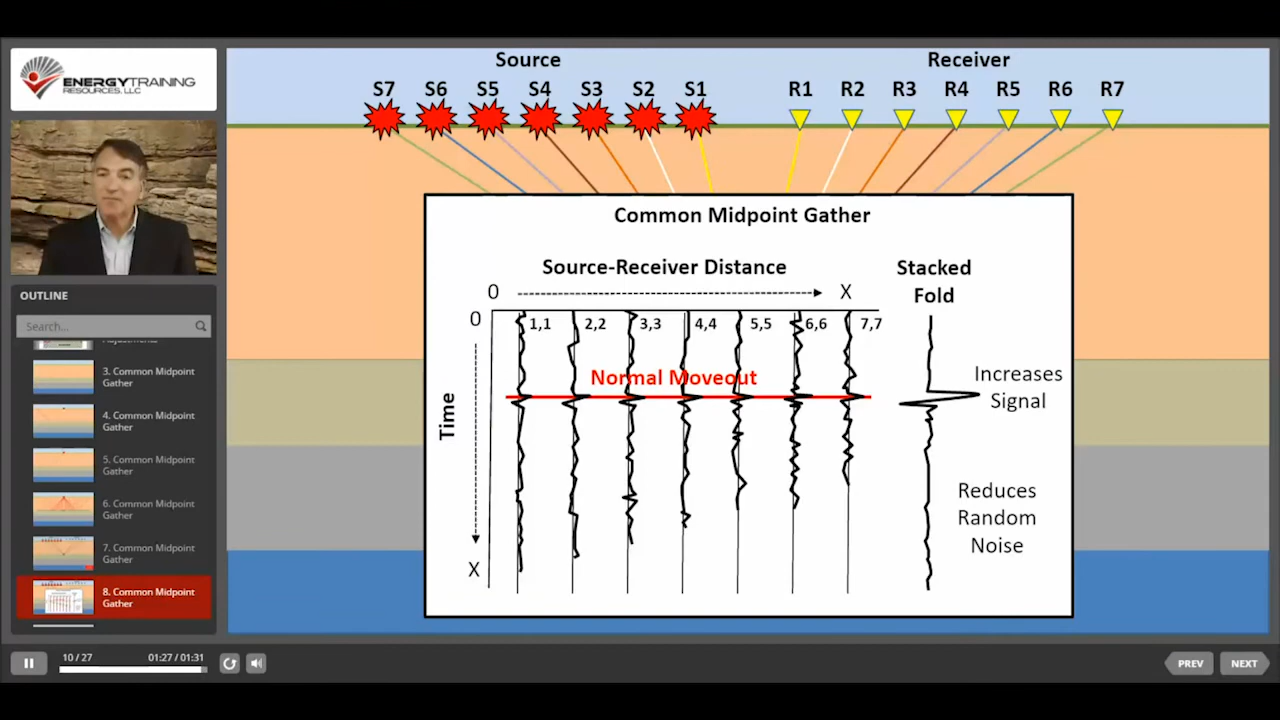 ENERGYTRAINING
RESOURCES, LLC
OUTLINE
Search...
3. Common Midpoint
Gather
4. Common Midpoint
Gather
5. Common Midpoint
Gather
6. Common Midpoint
Gather
7. Common Midpoint
Gather
8. Common Midpoint
Gather
Source
Receiver
S7 S6 S5 S4 S3 S2 S1 R1 R2 R3 R4 R5 R6 R7
Common Midpoint Gather
Source-Receiver Distance
0 X
0
1,1 2,2 3,3 4,4 5,5 6,6 7,7
Normal Moveout
Time
X
Stacked
Fold
Increases
Signal
Reduces
Random
Noise
10 / 27 01:27 / 01:31
PREV NEXT